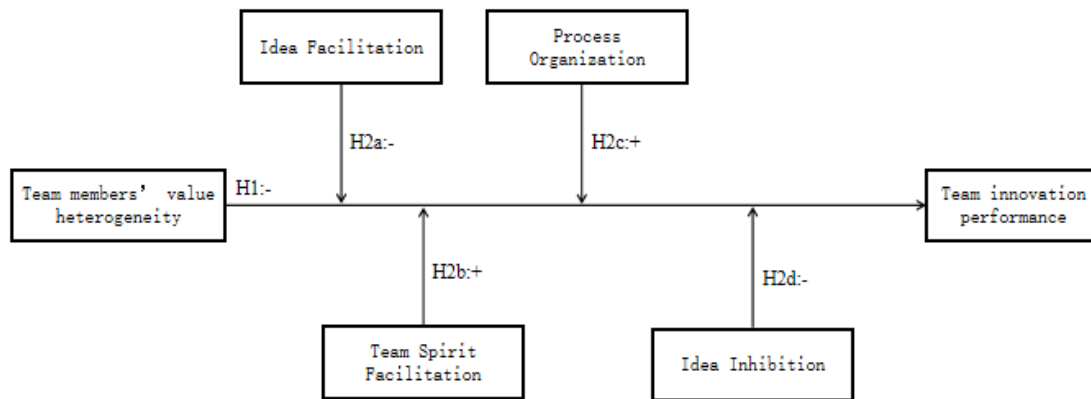 Idea Facilitation
Process
Organization
H2a:-
H2c:+
Team members’ value
heterogeneity
H1:-
Team innovation
performance
H2b:+
H2d:-
Team Spirit
Facilitation
Idea Inhibition